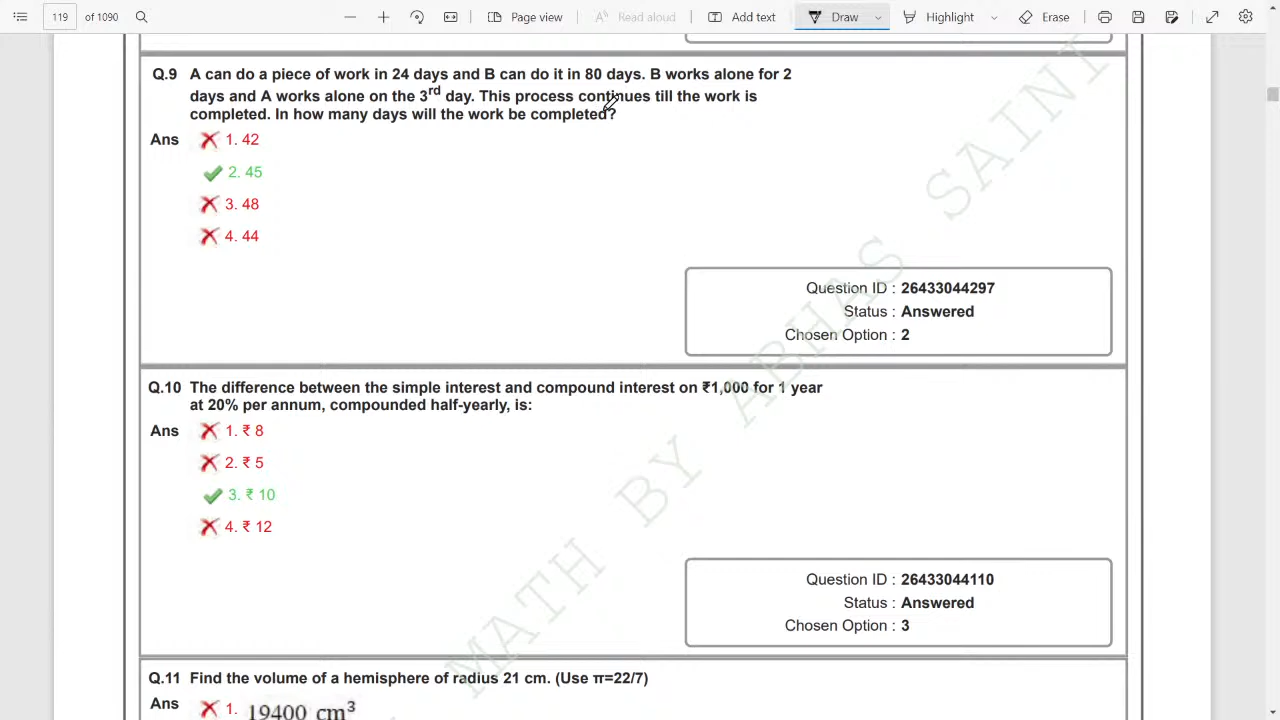 119 of 1090
Page view
Read aloud
Add text
Draw
Highlight
Erase
Q.9 A can do a piece of work in 24 days and B can do it in 80 days. B works alone for 2
days and A works alone on the 3rd day. This process continues till the work is
completed. In how many days will the work be completed?
Ans 1. 42
2. 45
3. 48
4. 44
Question ID : 26433044297
Status : Answered
Chosen Option : 2
Q.10 The difference between the simple interest and compound interest on ₹1,000 for 1 year
at 20% per annum, compounded half-yearly, is:
Ans 1. ₹ 8
2. ₹ 5
3. ₹ 10
4. ₹ 12
Question ID : 26433044110
Status : Answered
Chosen Option : 3
Q.11 Find the volume of a hemisphere of radius 21 cm. (Use π=22/7)
Ans 1. 19400 cm³
MATH BY ABHAS SAINI